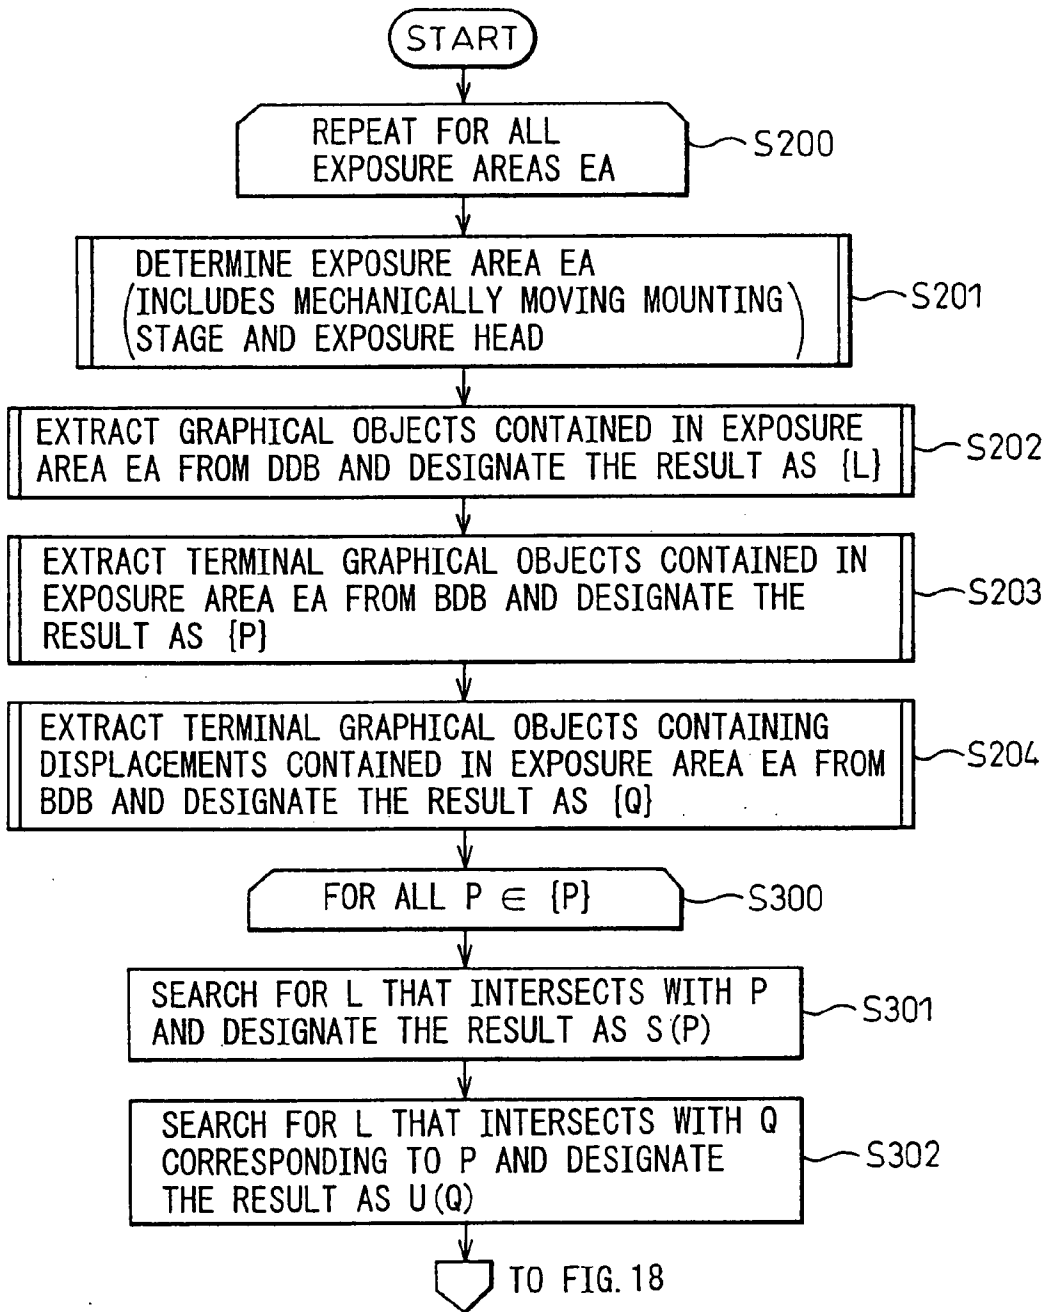 START
REPEAT FOR ALL
EXPOSURE AREAS EA
S200
DETERMINE EXPOSURE AREA EA
(INCLUDES MECHANICALLY MOVING MOUNTING
STAGE AND EXPOSURE HEAD)
S201
EXTRACT GRAPHICAL OBJECTS CONTAINED IN EXPOSURE
AREA EA FROM DDB AND DESIGNATE THE RESULT AS {L}
S202
EXTRACT TERMINAL GRAPHICAL OBJECTS CONTAINED IN
EXPOSURE AREA EA FROM BDB AND DESIGNATE THE
RESULT AS {P}
S203
EXTRACT TERMINAL GRAPHICAL OBJECTS CONTAINING
DISPLACEMENTS CONTAINED IN EXPOSURE AREA EA FROM
BDB AND DESIGNATE THE RESULT AS {Q}
S204
FOR ALL P ∈ {P}
S300
SEARCH FOR L THAT INTERSECTS WITH P
AND DESIGNATE THE RESULT AS S(P)
S301
SEARCH FOR L THAT INTERSECTS WITH Q
CORRESPONDING TO P AND DESIGNATE
THE RESULT AS U(Q)
S302
TO FIG. 18